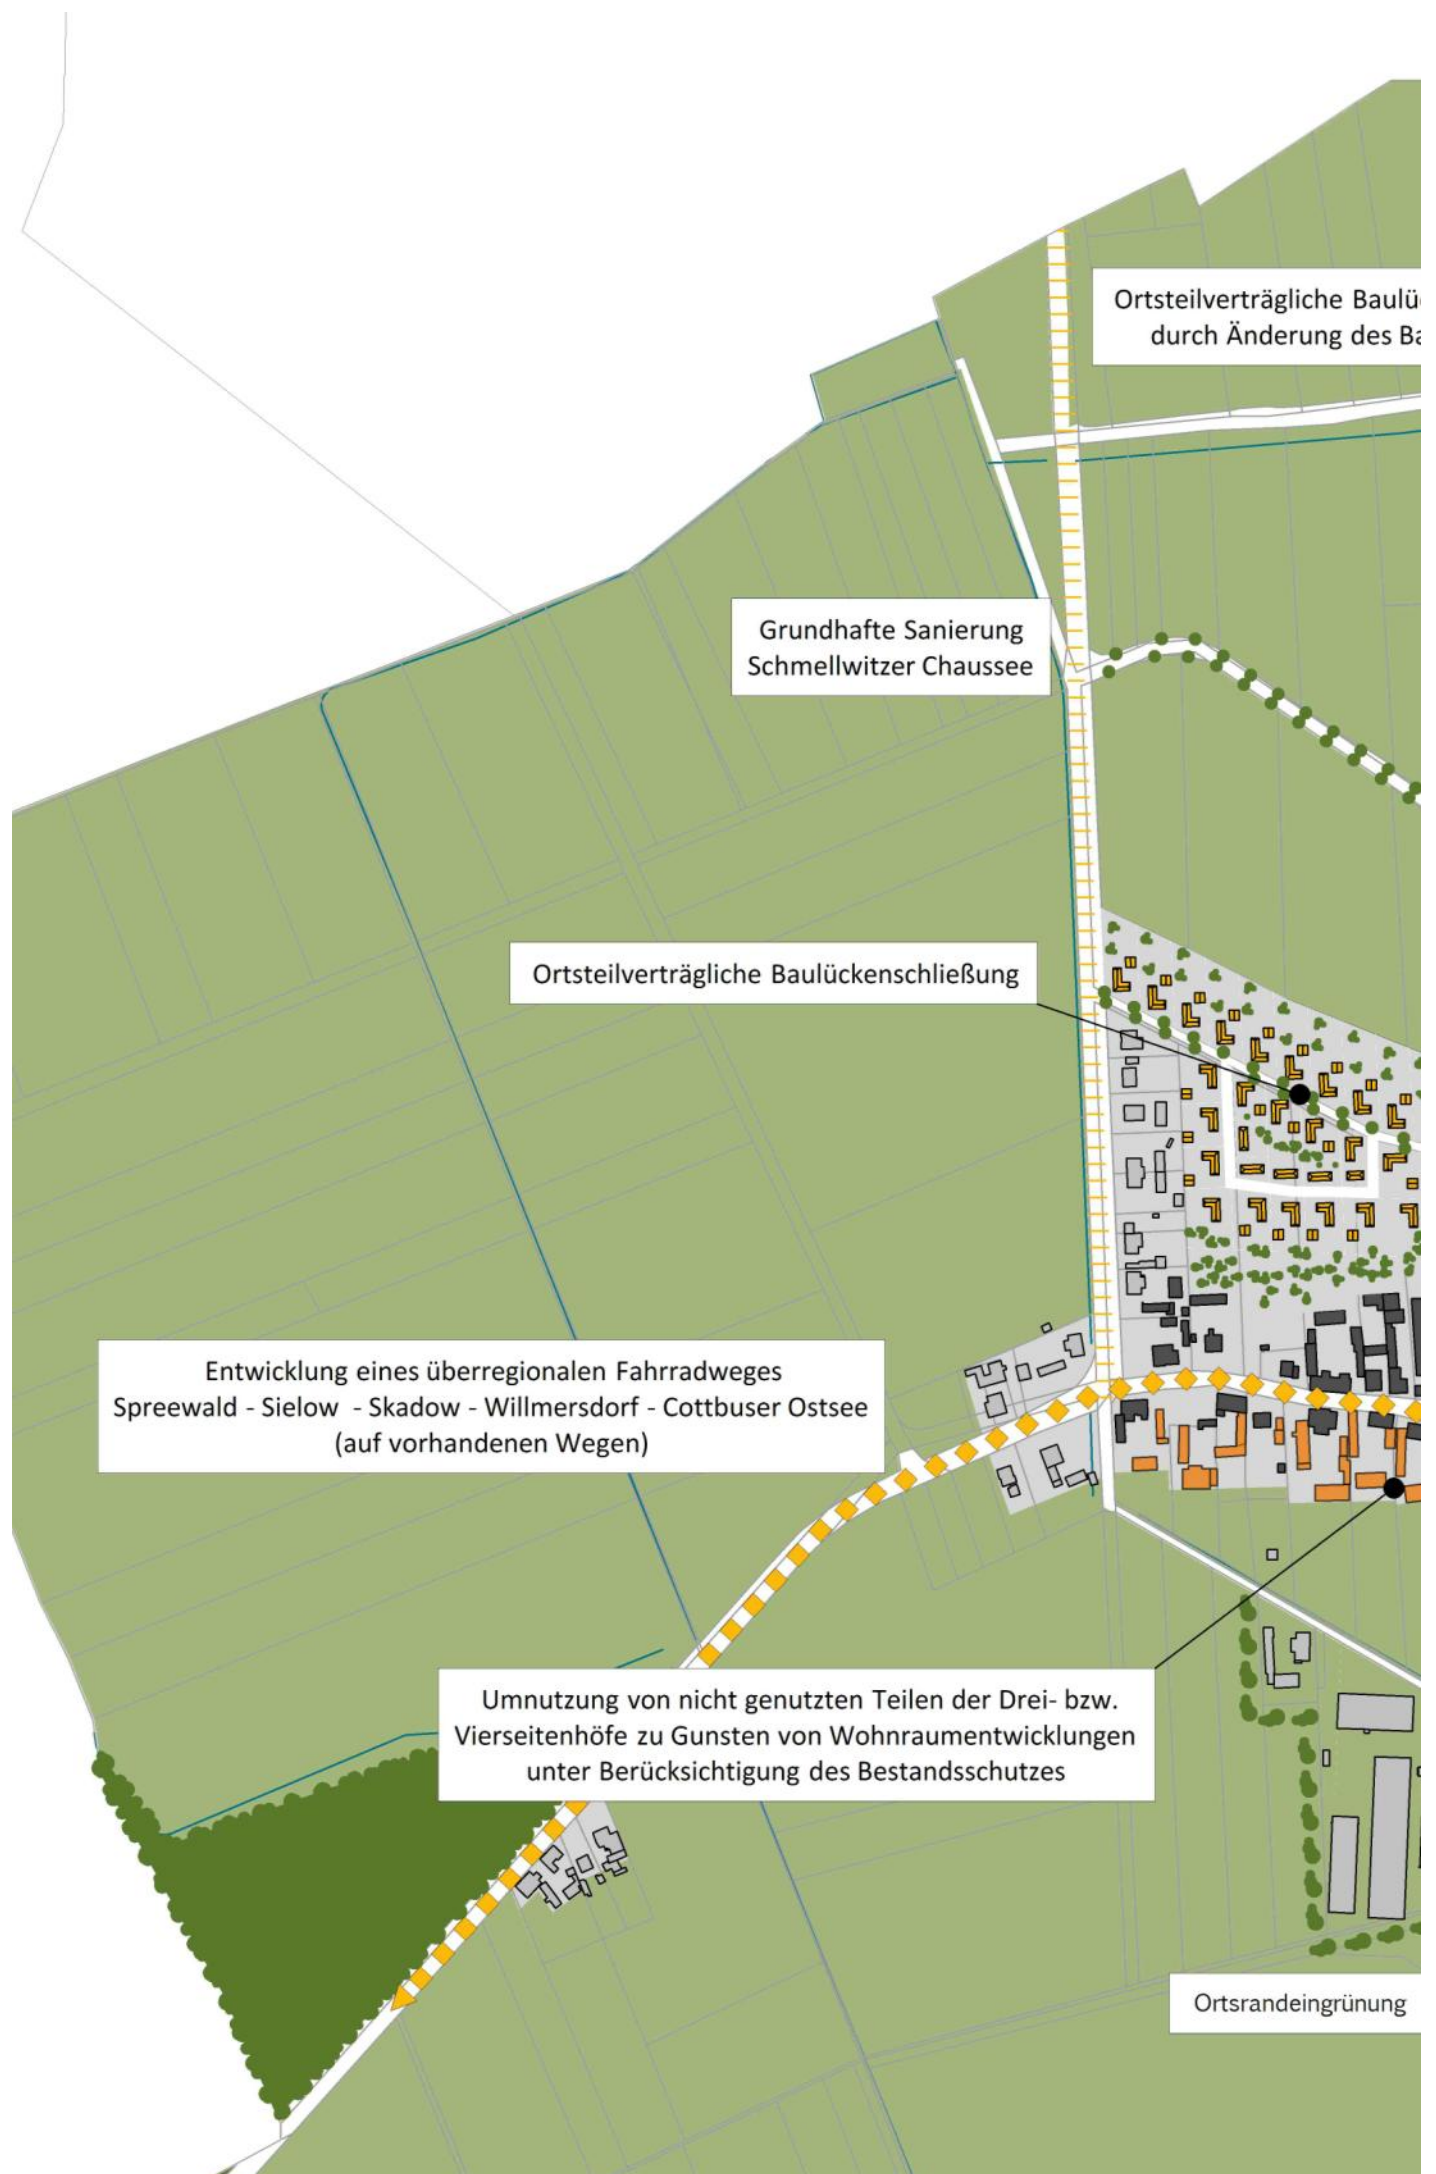 Ortsteilverträgliche Baulü
durch Änderung des Ba
Grundhafte Sanierung
Schmellwitzer Chaussee
Ortsteilverträgliche Baulückenschließung
Entwicklung eines überregionalen Fahrradweges
Spreewald - Sielow - Skadow - Willmersdorf - Cottbuser Ostsee
(auf vorhandenen Wegen)
Umnutzung von nicht genutzten Teilen der Drei- bzw.
Vierseitenhöfe zu Gunsten von Wohnraumentwicklungen
unter Berücksichtigung des Bestandsschutzes
Ortsrandeingrünung